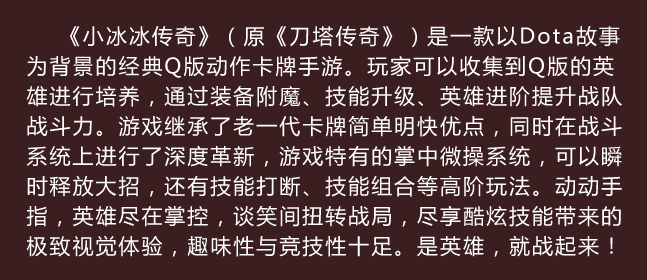 《小冰冰传奇》（原《刀塔传奇》）是一款以Dota故事
为背景的经典Q版动作卡牌手游。玩家可以收集到Q版的英
雄进行培养，通过装备附魔、技能升级、英雄进阶提升战队
战斗力。游戏继承了老一代卡牌简单明快优点，同时在战斗
系统上进行了深度革新，游戏特有的掌中微操系统，可以瞬
时释放大招，还有技能打断、技能组合等高阶玩法。动动手
指，英雄尽在掌控，谈笑间扭转战局，尽享酷炫技能带来的
极致视觉体验，趣味性与竞技性十足。是英雄，就战起来！